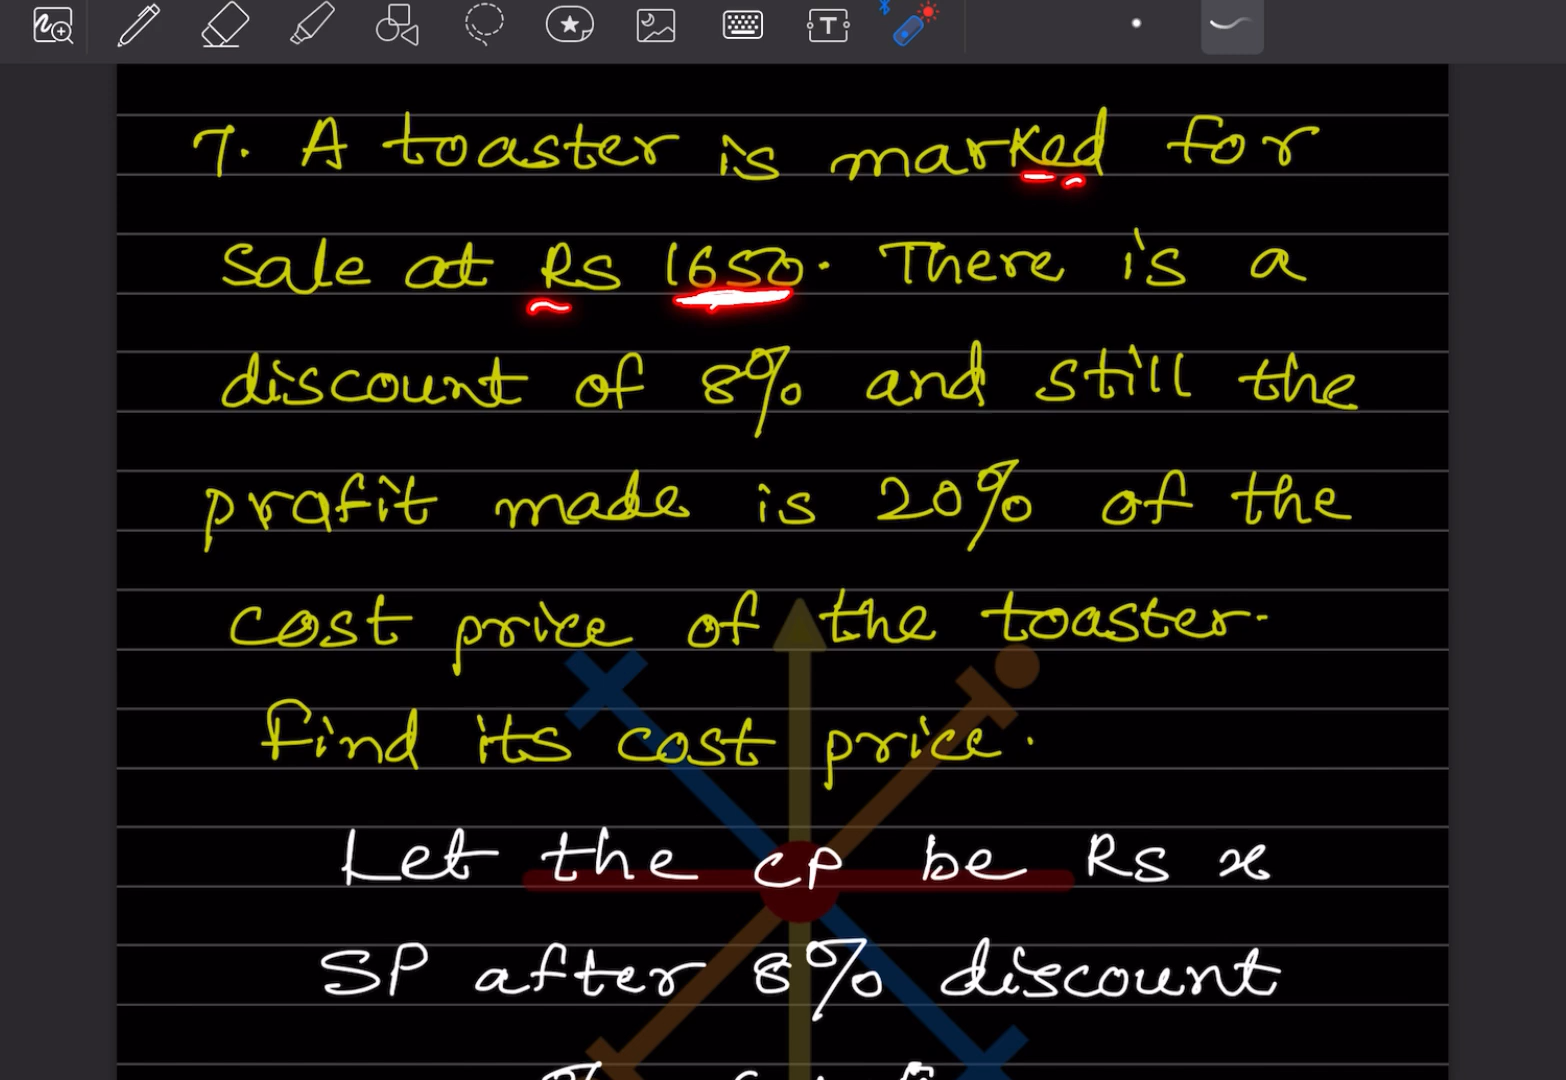 7. A toaster is marked for
sale at Rs 1650. There is a
discount of 8% and still the
profit made is 20% of the
cost price of the toaster.
Find its cost price.
Let the CP be Rs x
SP after 8% discount